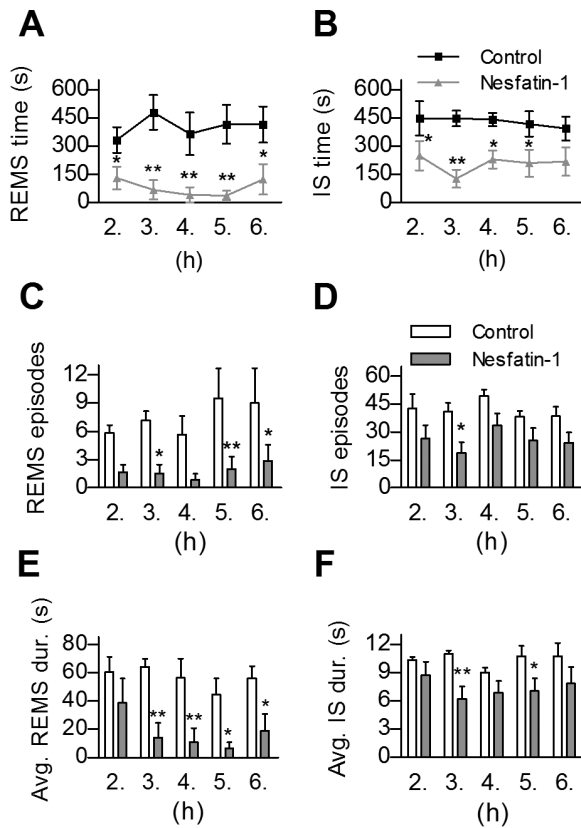 A
REMS time (s)
600
450
300
150
0
* ** ** ** *
2. 3. 4. 5. 6.
(h)
B
Control
Nesfatin-1
IS time (s)
600
450
300
150
0
* ** * *
2. 3. 4. 5. 6.
(h)
C
REMS episodes
12
9
6
3
0
* ** *
2. 3. 4. 5. 6.
(h)
D
Control
Nesfatin-1
IS episodes
60
45
30
15
0
*
2. 3. 4. 5. 6.
(h)
E
Avg. REMS dur. (s)
80
60
40
20
0
** ** * *
2. 3. 4. 5. 6.
(h)
F
Avg. IS dur. (s)
12
9
6
3
0
** *
2. 3. 4. 5. 6.
(h)